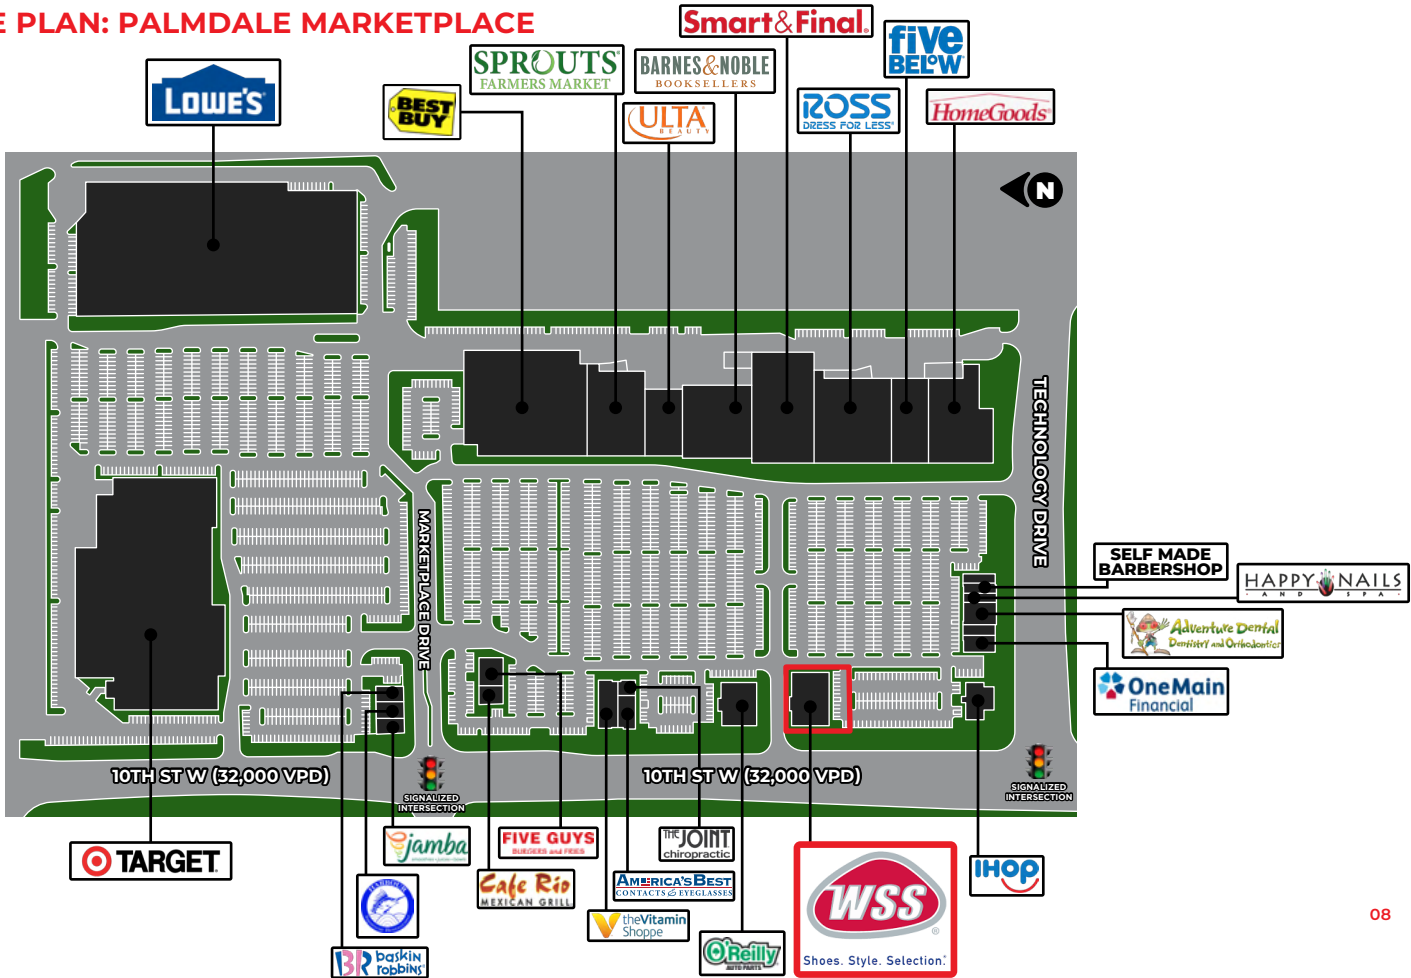 E PLAN: PALMDALE MARKETPLACE
Smart&Final.
five
BELOW
SPROUTS
FARMERS MARKET
BARNES&NOBLE
BOOKSELLERS
LOWE'S
BEST
BUY
ULTA
BEAUTY
ROSS
DRESS FOR LESS
HomeGoods
N
TECHNOLOGY DRIVE
MARKETPLACE DRIVE
SELF MADE
BARBERSHOP
HAPPY NAILS
AND SPA
Adventure Dental
Dentistry and Orthodontics
OneMain
Financial
10TH ST W (32,000 VPD)
10TH ST W (32,000 VPD)
SIGNALIZED
INTERSECTION
SIGNALIZED
INTERSECTION
TARGET
jamba
FIVE GUYS
BURGERS and FRIES
THE JOINT
chiropractic
WSS
®
Shoes. Style. Selection.
IHOP
Cafe Rio
MEXICAN GRILL
AMERICA'S BEST
CONTACTS & EYEGLASSES
theVitamin
Shoppe
O'Reilly
AUTO PARTS
BR baskin
robbins
08